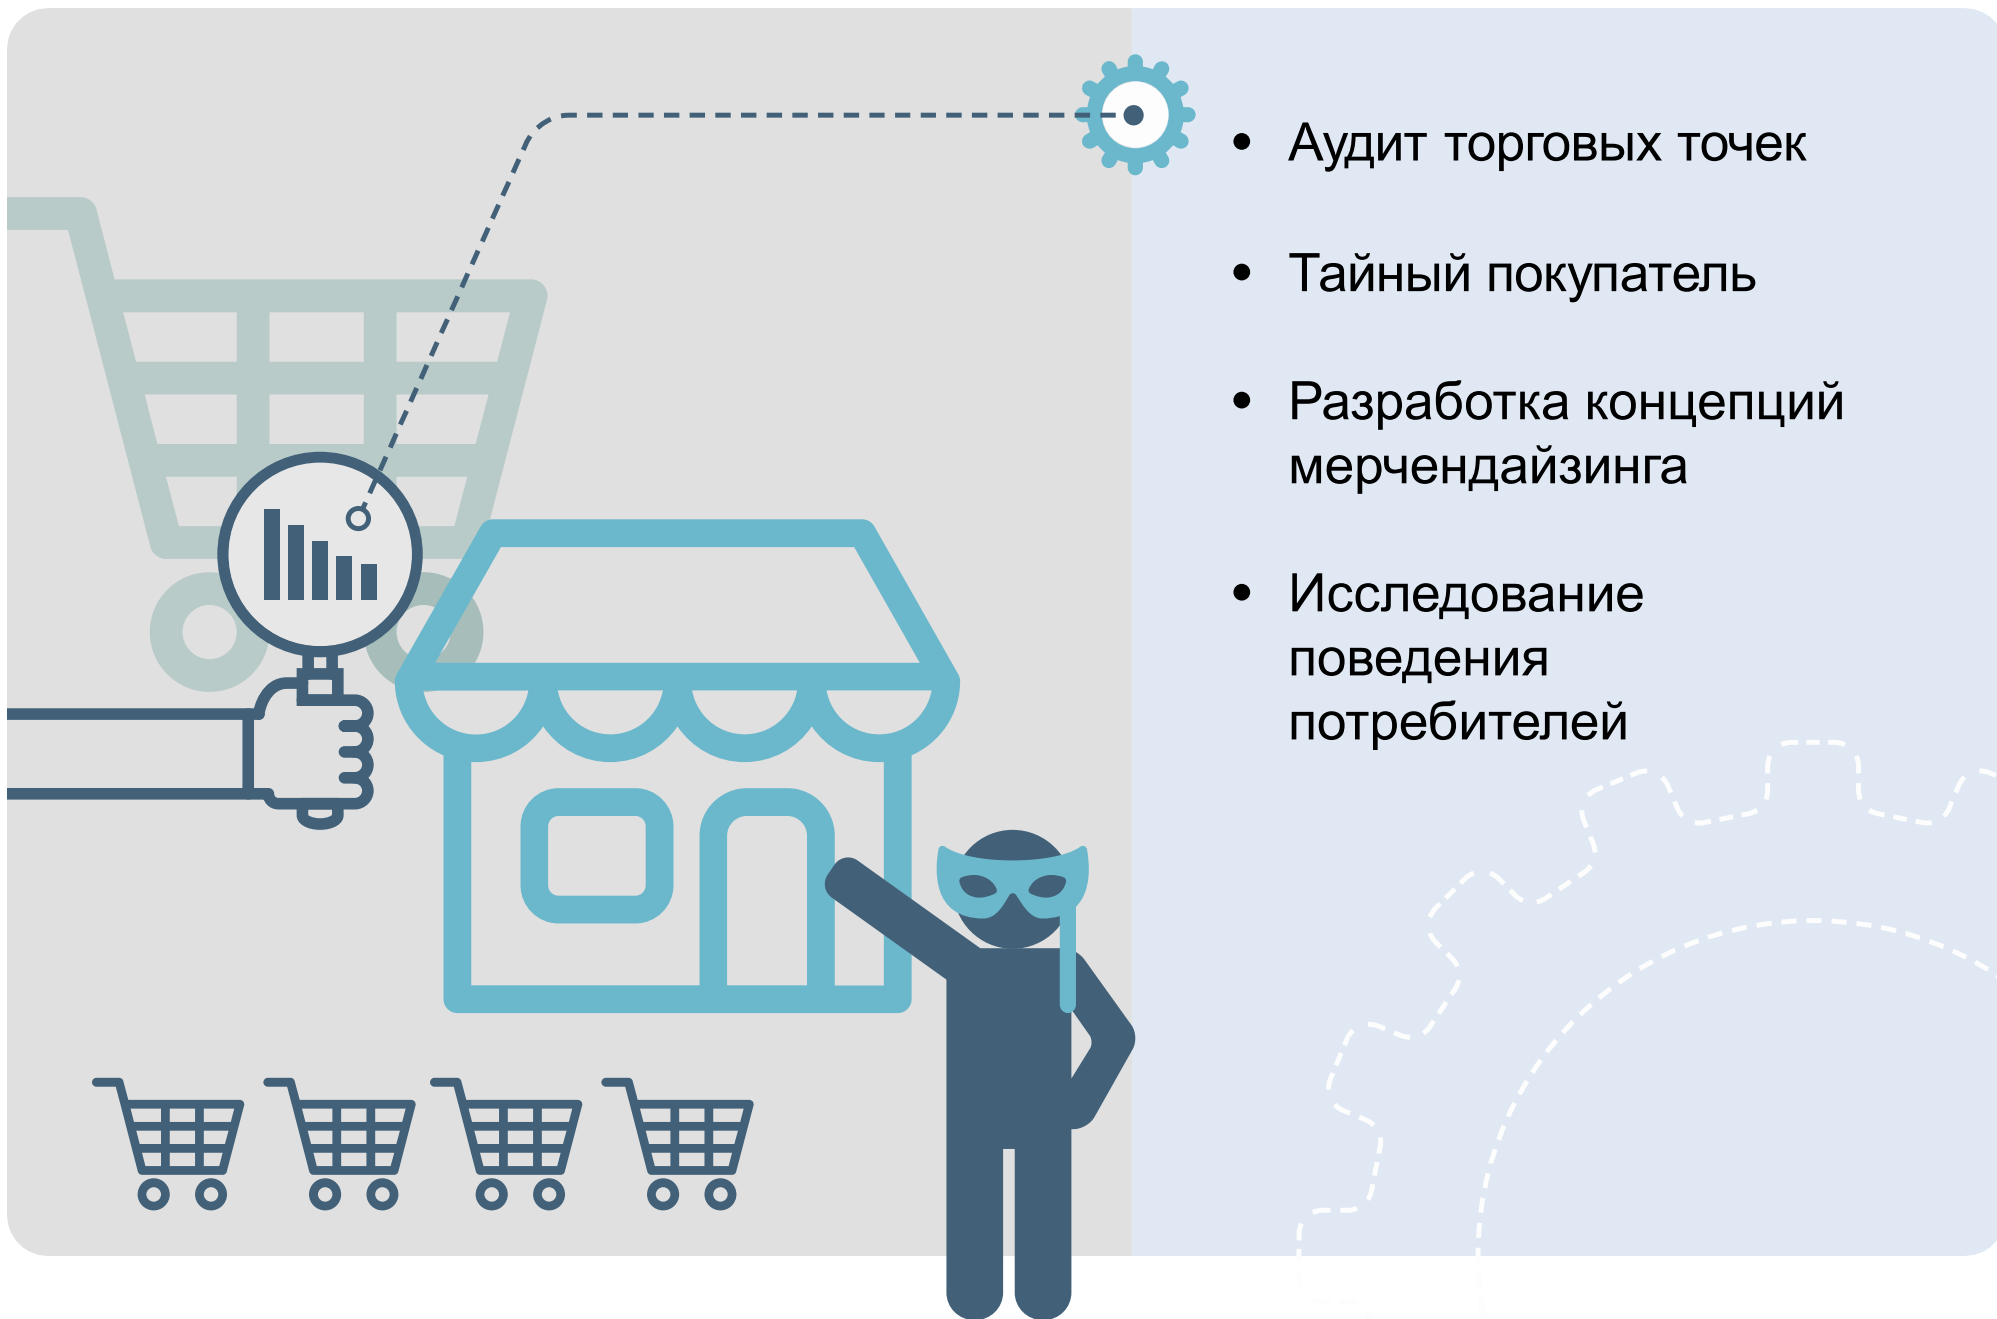 • Аудит торговых точек
• Тайный покупатель
• Разработка концепций
мерчендайзинга
• Исследование
поведения
потребителей